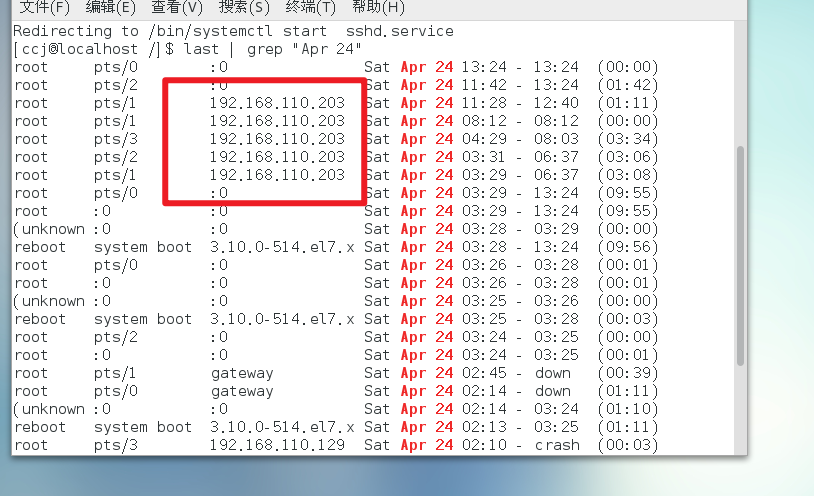 文件(F) 编辑(E) 查看(V) 搜索(S) 终端(T) 帮助(H)
Redirecting to /bin/systemctl start  sshd.service
[ccj@localhost /]$ last | grep "Apr 24"
root     pts/0        :0               Sat Apr 24 13:24 - 13:24  (00:00)
root     pts/2        :0               Sat Apr 24 11:42 - 13:24  (01:42)
root     pts/1        192.168.110.203  Sat Apr 24 11:28 - 12:40  (01:11)
root     pts/1        192.168.110.203  Sat Apr 24 08:12 - 08:12  (00:00)
root     pts/3        192.168.110.203  Sat Apr 24 04:29 - 08:03  (03:34)
root     pts/2        192.168.110.203  Sat Apr 24 03:31 - 06:37  (03:06)
root     pts/1        192.168.110.203  Sat Apr 24 03:29 - 06:37  (03:08)
root     pts/0        :0               Sat Apr 24 03:29 - 13:24  (09:55)
root     :0           :0               Sat Apr 24 03:29 - 13:24  (09:55)
(unknown :0           :0               Sat Apr 24 03:28 - 03:29  (00:00)
reboot   system boot  3.10.0-514.el7.x Sat Apr 24 03:28 - 13:24  (09:56)
root     pts/0        :0               Sat Apr 24 03:26 - 03:28  (00:01)
root     :0           :0               Sat Apr 24 03:26 - 03:28  (00:01)
(unknown :0           :0               Sat Apr 24 03:25 - 03:26  (00:00)
reboot   system boot  3.10.0-514.el7.x Sat Apr 24 03:25 - 03:28  (00:03)
root     pts/2        :0               Sat Apr 24 03:24 - 03:25  (00:00)
root     :0           :0               Sat Apr 24 03:24 - 03:25  (00:01)
root     pts/1        gateway          Sat Apr 24 02:45 - down   (00:39)
root     pts/0        gateway          Sat Apr 24 02:14 - down   (01:11)
(unknown :0           :0               Sat Apr 24 02:14 - 03:24  (01:10)
reboot   system boot  3.10.0-514.el7.x Sat Apr 24 02:13 - 03:25  (01:11)
root     pts/3        192.168.110.129  Sat Apr 24 02:10 - crash  (00:03)